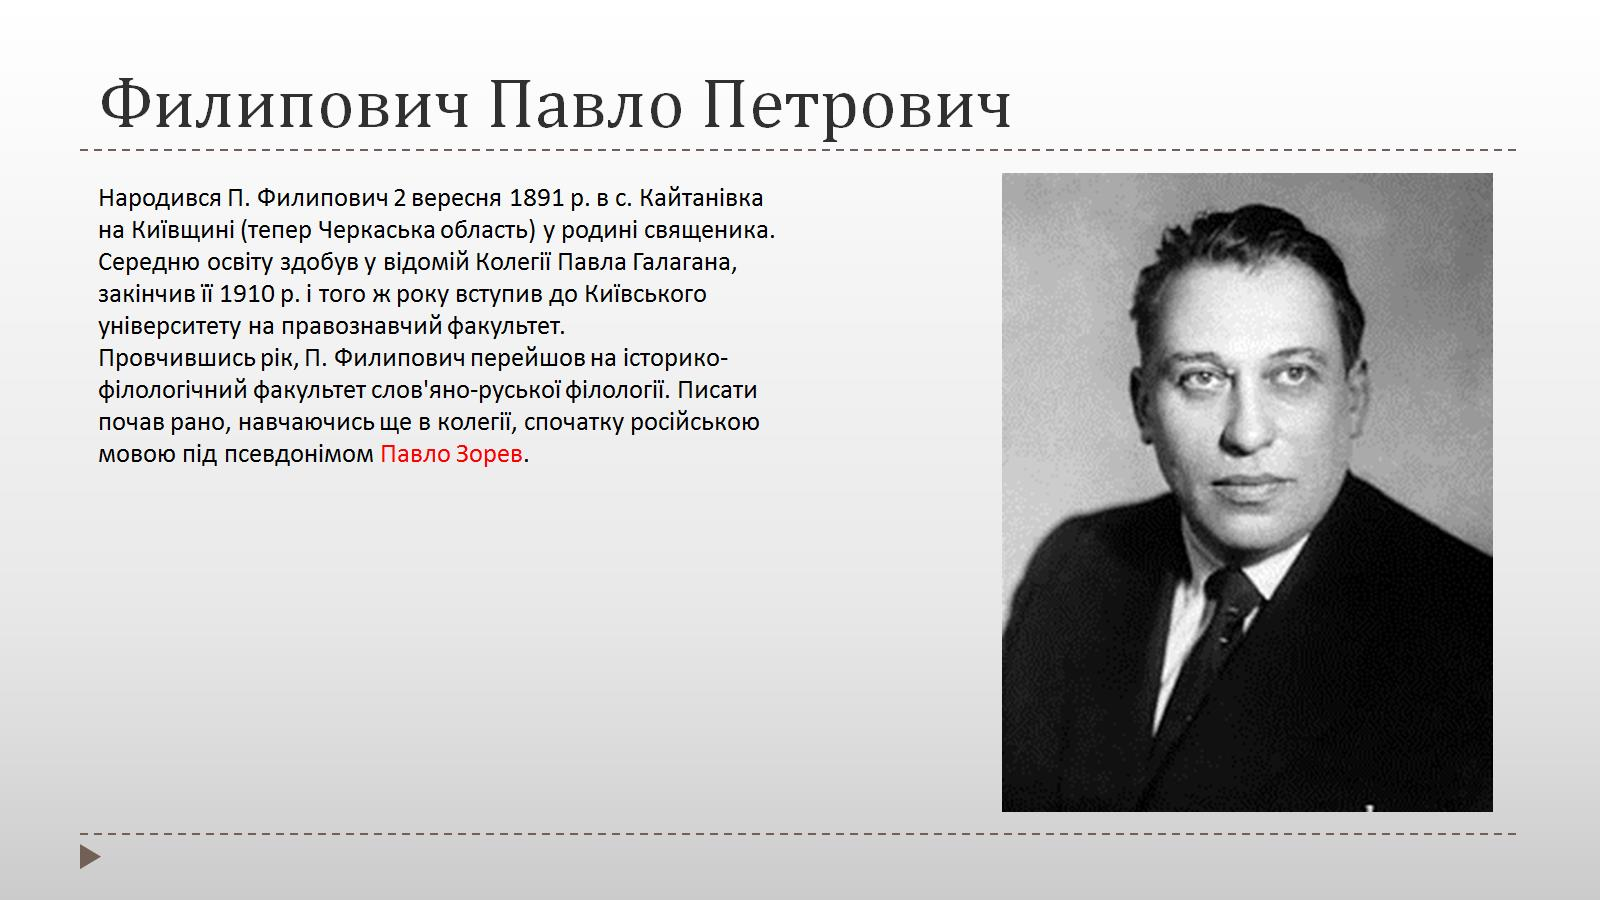 Филипович Павло Петрович
Народився П. Филипович 2 вересня 1891 р. в с. Кайтанівка
на Київщині (тепер Черкаська область) у родині священика.
Середню освіту здобув у відомій Колегії Павла Галагана,
закінчив її 1910 р. і того ж року вступив до Київського
університету на правознавчий факультет.
Провчившись рік, П. Филипович перейшов на історико-
філологічний факультет слов'яно-руської філології. Писати
почав рано, навчаючись ще в колегії, спочатку російською
мовою під псевдонімом Павло Зорев.